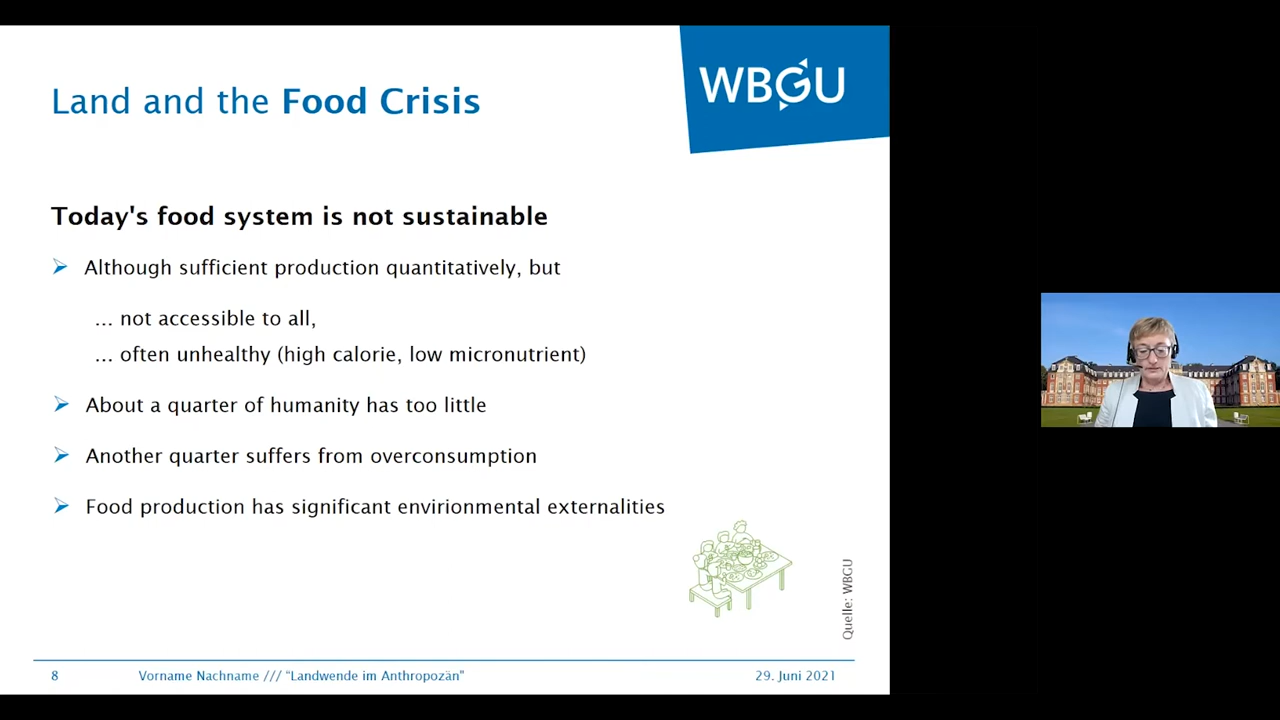 Land and the Food Crisis
WBGU
Today's food system is not sustainable
Although sufficient production quantitatively, but
... not accessible to all,
... often unhealthy (high calorie, low micronutrient)
About a quarter of humanity has too little
Another quarter suffers from overconsumption
Food production has significant envirionmental externalities
Quelle: WBGU
8 Vorname Nachname /// “Landwende im Anthropozän” 29. Juni 2021